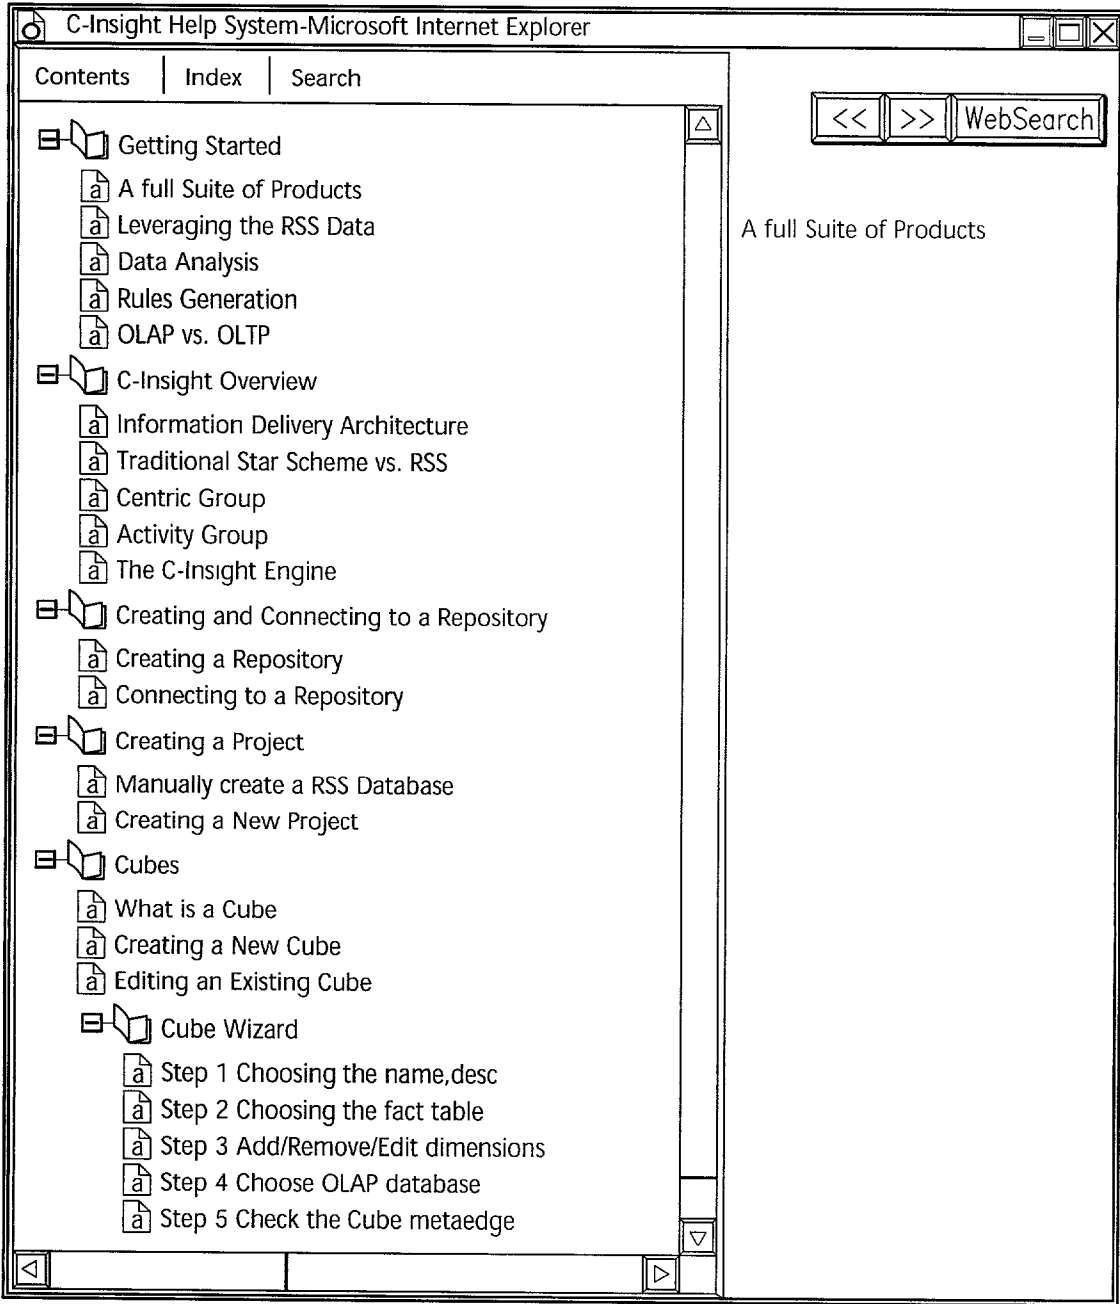 C-Insight Help System-Microsoft Internet Explorer
Contents Index Search
<< >> WebSearch
Getting Started
A full Suite of Products
Leveraging the RSS Data
Data Analysis
Rules Generation
OLAP vs. OLTP
C-Insight Overview
Information Delivery Architecture
Traditional Star Scheme vs. RSS
Centric Group
Activity Group
The C-Insight Engine
Creating and Connecting to a Repository
Creating a Repository
Connecting to a Repository
Creating a Project
Manually create a RSS Database
Creating a New Project
Cubes
What is a Cube
Creating a New Cube
Editing an Existing Cube
Cube Wizard
Step 1 Choosing the name,desc
Step 2 Choosing the fact table
Step 3 Add/Remove/Edit dimensions
Step 4 Choose OLAP database
Step 5 Check the Cube metaedge
A full Suite of Products